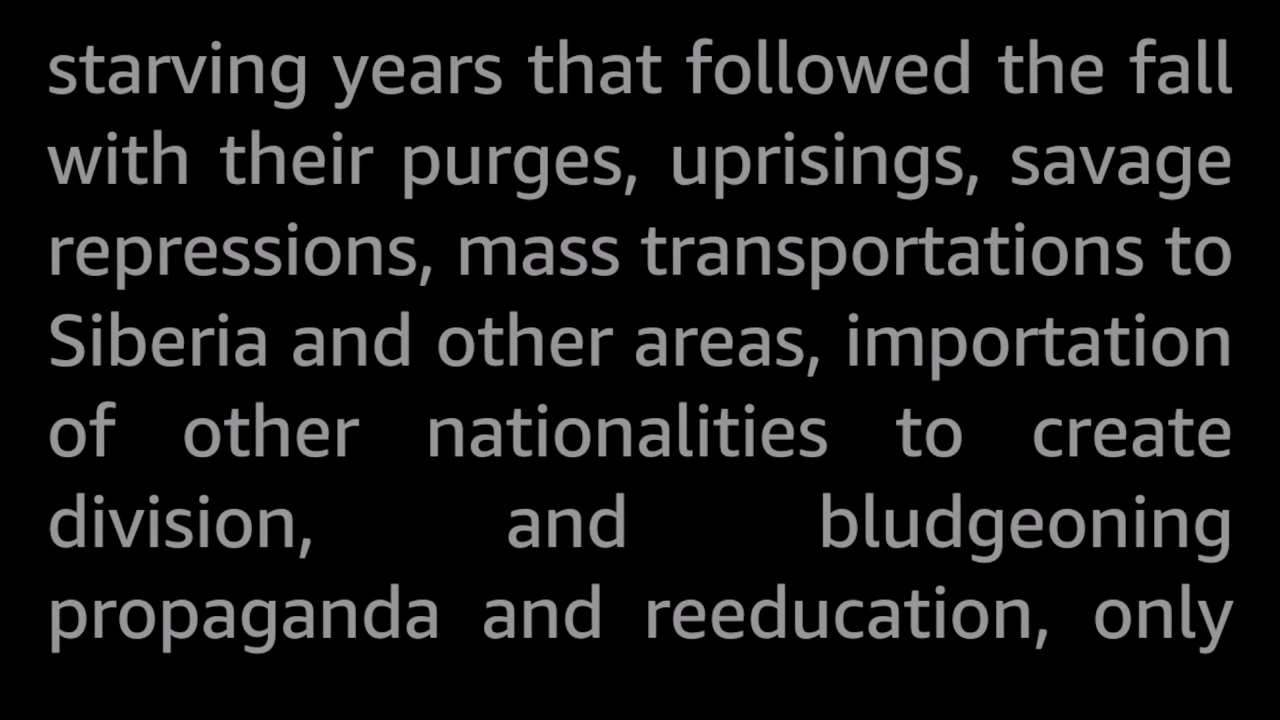 starving years that followed the fall
with their purges, uprisings, savage
repressions, mass transportations to
Siberia and other areas, importation
of other nationalities to create
division, and bludgeoning
propaganda and reeducation, only